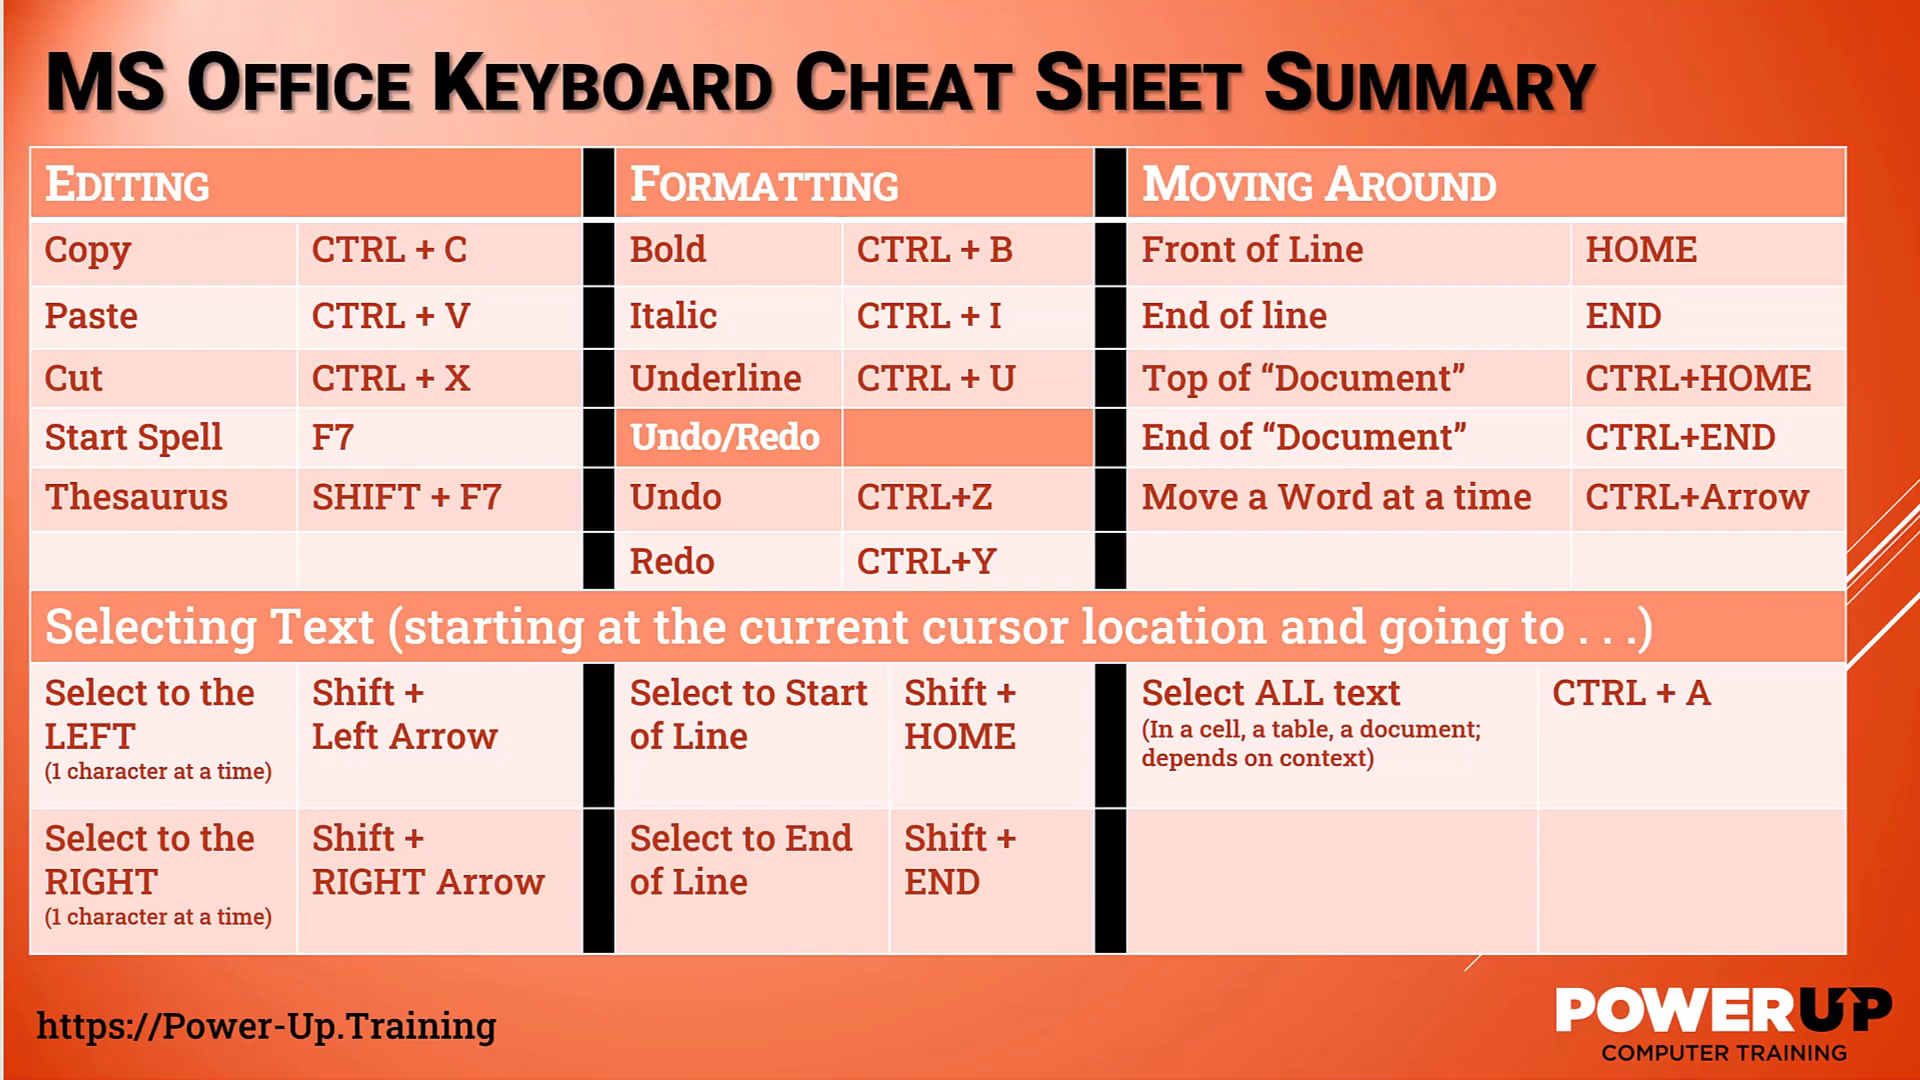 MS Office Keyboard Cheat Sheet Summary
Editing Formatting Moving Around
Copy CTRL + C Bold CTRL + B Front of Line HOME
Paste CTRL + V Italic CTRL + I End of line END
Cut CTRL + X Underline CTRL + U Top of “Document” CTRL+HOME
Start Spell F7 Undo/Redo End of “Document” CTRL+END
Thesaurus SHIFT + F7 Undo CTRL+Z Move a Word at a time CTRL+Arrow
Redo CTRL+Y
Selecting Text (starting at the current cursor location and going to . . .)
Select to the
LEFT
(1 character at a time)
Shift +
Left Arrow
Select to Start
of Line
Shift +
HOME
Select ALL text
(In a cell, a table, a document;
depends on context)
CTRL + A
Select to the
RIGHT
(1 character at a time)
Shift +
RIGHT Arrow
Select to End
of Line
Shift +
END
https://Power-Up.Training
POWERUP
COMPUTER TRAINING